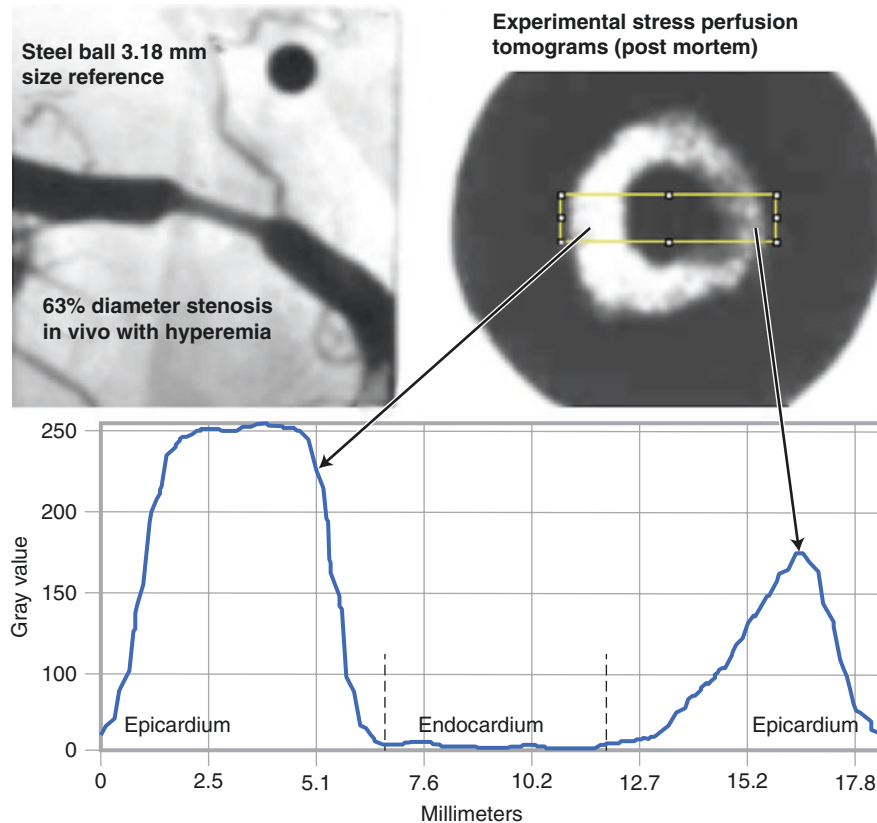 Steel ball 3.18 mm
size reference
63% diameter stenosis
in vivo with hyperemia
Experimental stress perfusion
tomograms (post mortem)
Gray value
250
200
150
100
0
Epicardium
Endocardium
Epicardium
0
2.5
5.1
7.6
10.2
12.7
15.2
17.8
Millimeters